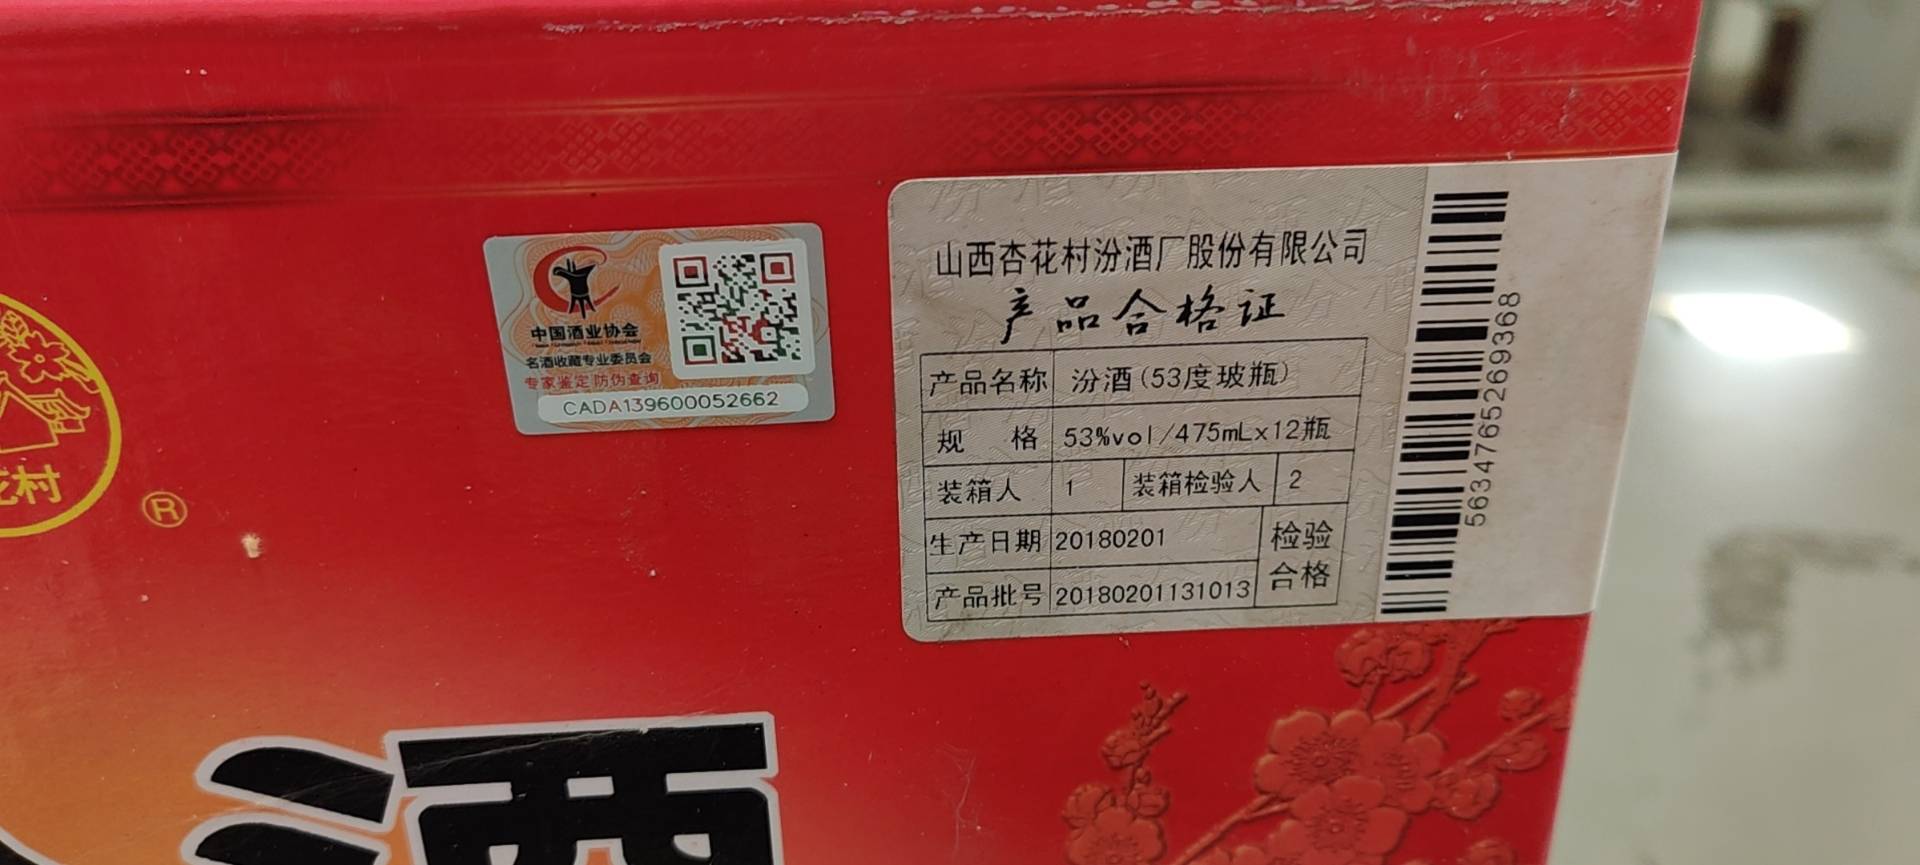 中国酒业协会
名酒收藏专业委员会
专家鉴定 防伪查询
CADA139600052662
山西杏花村汾酒厂股份有限公司
产品合格证
产品名称 汾酒(53度玻瓶)
规 格 53%vol/475mL×12瓶
装箱人 1 装箱检验人 2
生产日期 20180201 检验
产品批号 20180201131013 合格
5634765269368
花村
®
酒